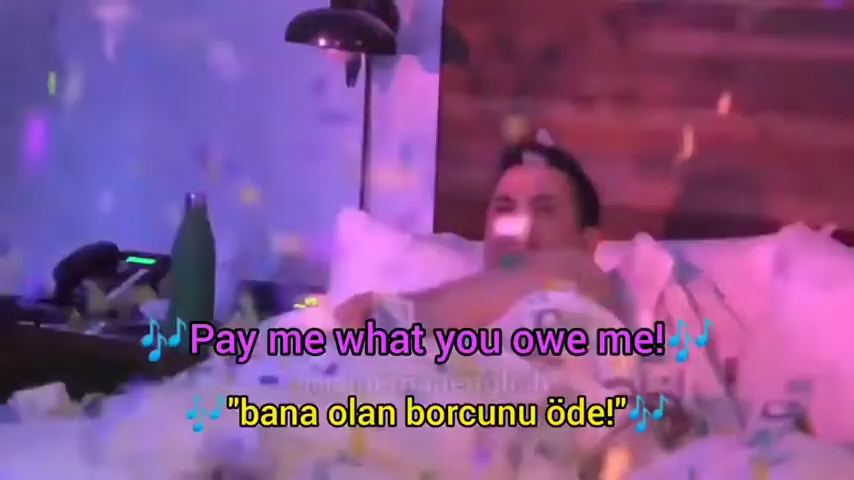 🎶Pay me what you owe me!🎶
🎶"bana olan borcunu öde!"🎶